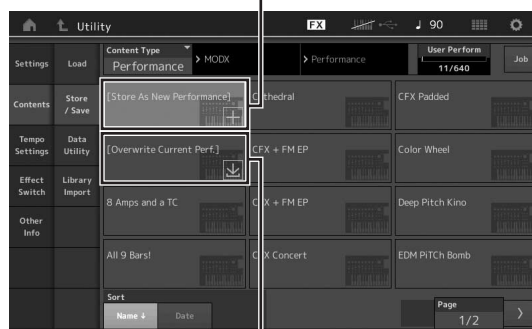 Utility
FX
♩ 90
Settings
Load
Content Type
Performance
MODX
Performance
User Perform
11/640
Job
Contents
Store / Save
[Store As New Performance]
CFX Padded
Tempo Settings
Data Utility
[Overwrite Current Perf.]
CFX + FM EP
Color Wheel
Effect Switch
Library Import
8 Amps and a TC
FM EP
Deep Pitch Kino
Other Info
All 9 Bars!
Concert
EDM PiTCh Bomb
Sort
Name ↓
Date
Page
1/2